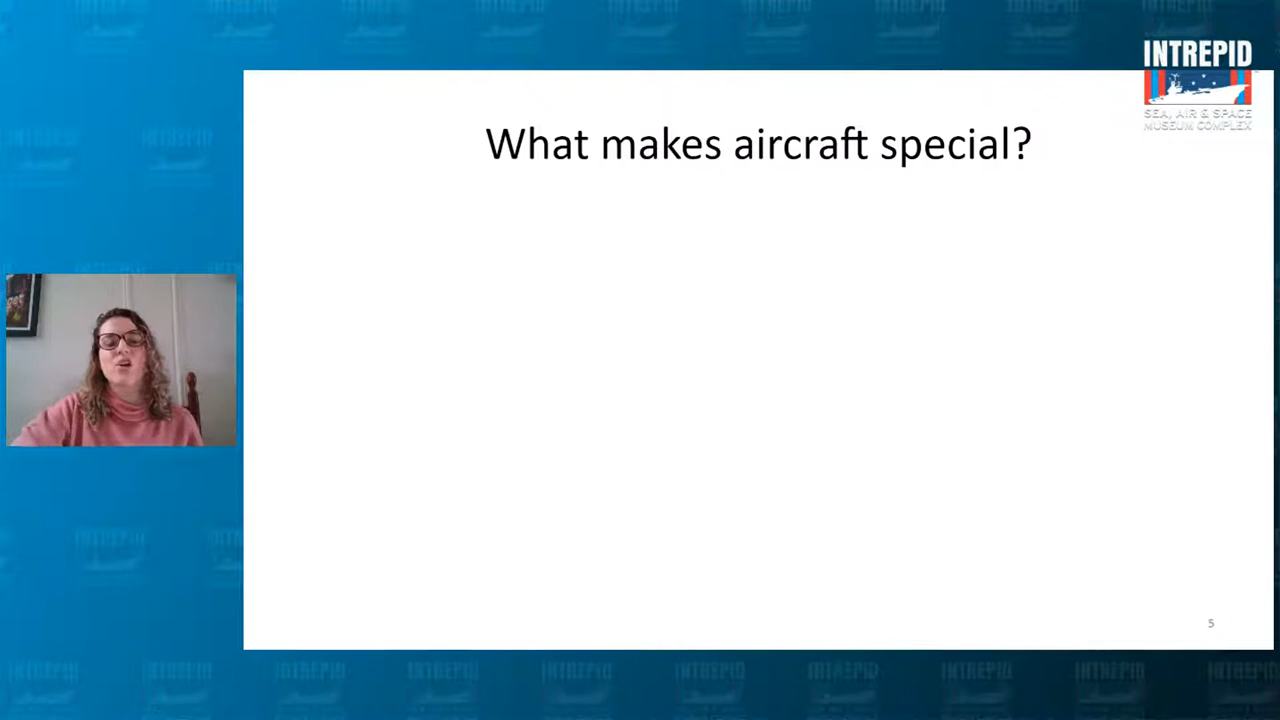 INTREPID
SEA, AIR & SPACE
MUSEUM COMPLEX
What makes aircraft special?
5